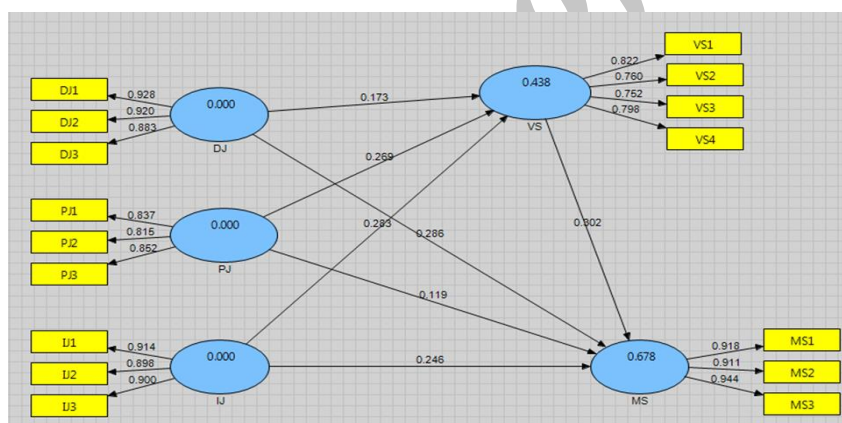 VS1
0.822
VS2
0.760
0.438
0.752
VS3
0.798
VS4
VS
DJ1
0.928
0.000
0.173
DJ2
0.920
DJ3
0.883
DJ
0.269
PJ1
0.837
0.000
0.283
0.286
0.302
PJ2
0.815
PJ3
0.852
PJ
0.119
IJ1
0.914
0.000
0.246
0.678
0.918
MS1
IJ2
0.898
0.911
MS2
IJ3
0.900
0.944
MS3
IJ
MS